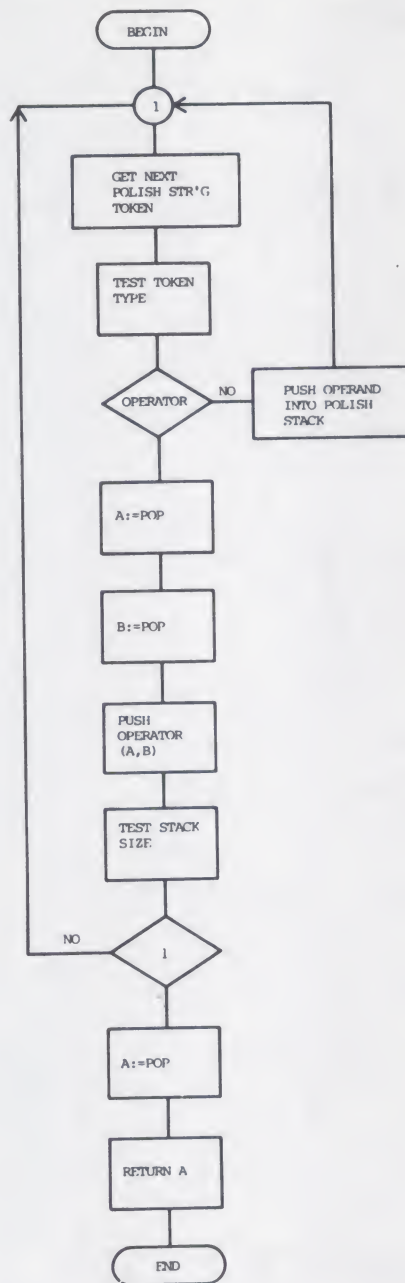 BEGIN
1
GET NEXT
POLISH STR'G
TOKEN
TEST TOKEN
TYPE
OPERATOR
NO
PUSH OPERAND
INTO POLISH
STACK
A:=POP
B:=POP
PUSH
OPERATOR
(A,B)
TEST STACK
SIZE
NO
1
A:=POP
RETURN A
END